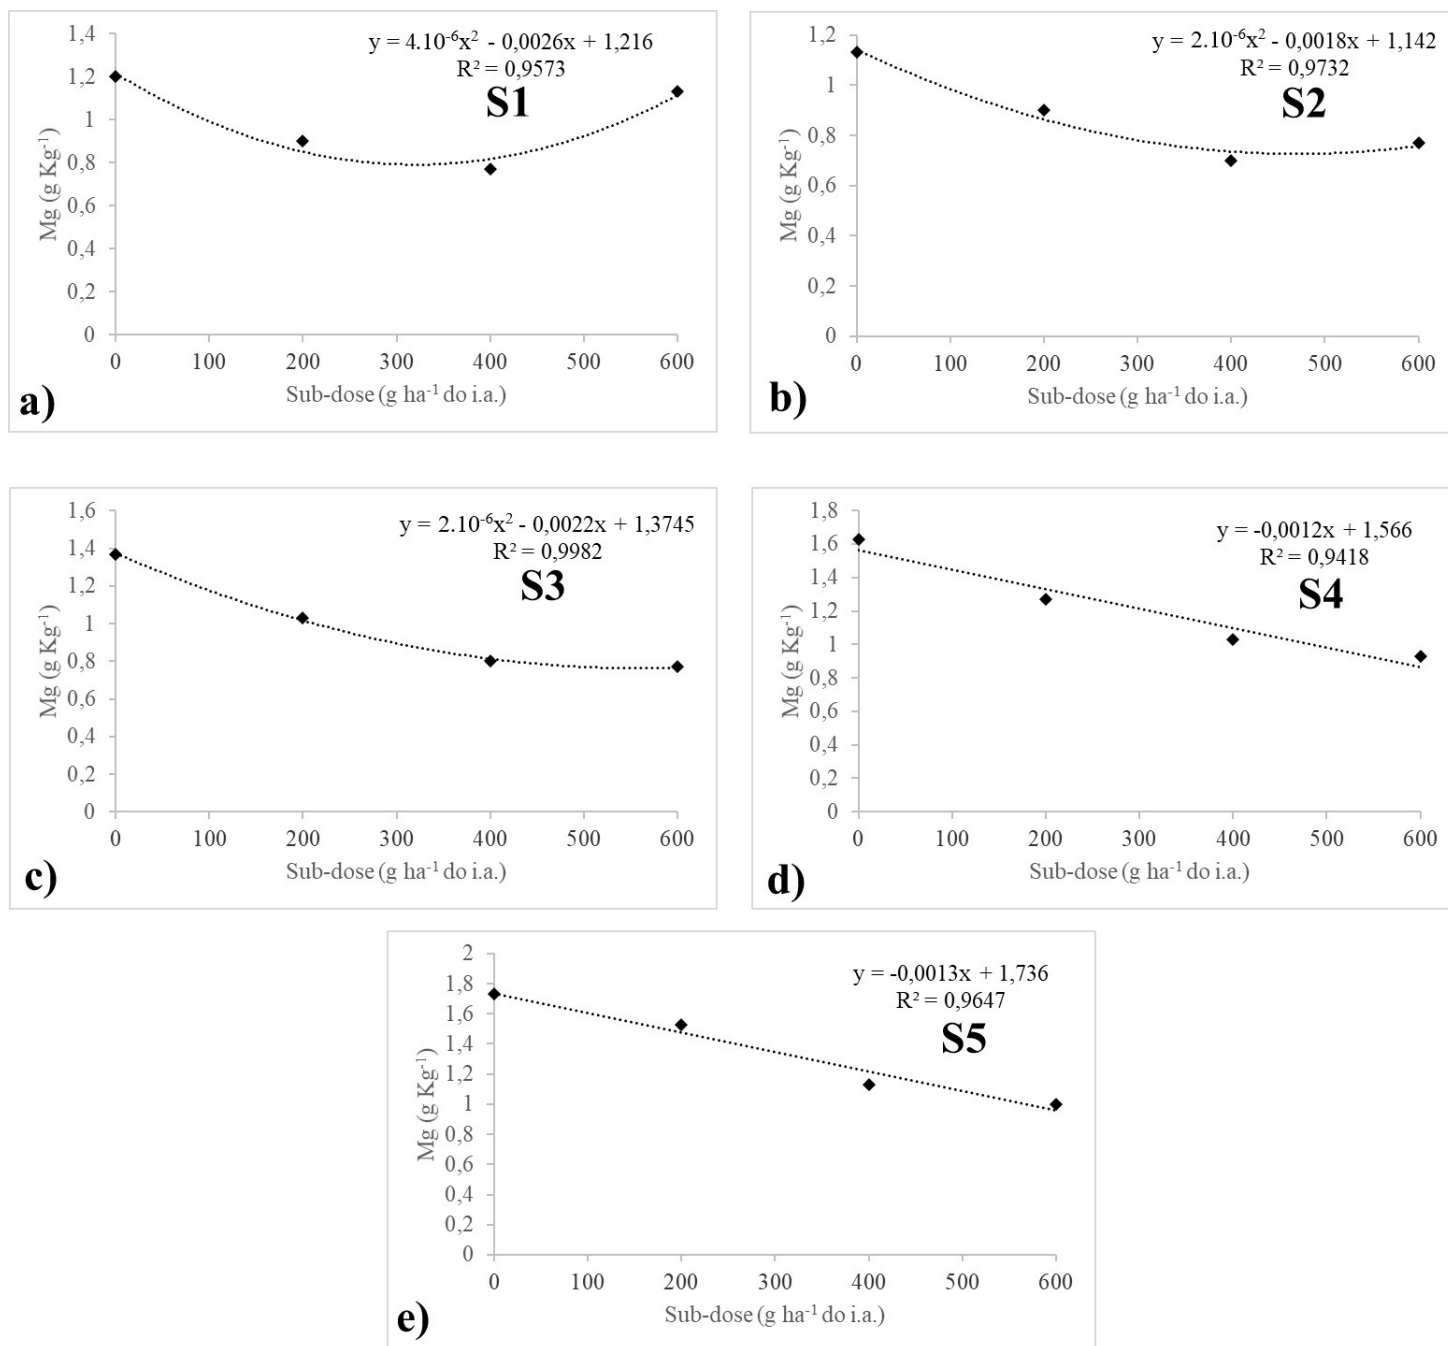 1,4
1,2
1
0,8
0,6
0,4
0,2
0
Mg (g Kg⁻¹)
y = 4.10⁻⁶x² - 0,0026x + 1,216
R² = 0,9573
S1
0 100 200 300 400 500 600
Sub-dose (g ha⁻¹ do i.a.)
a)
1,2
1
0,8
0,6
0,4
0,2
0
Mg (g Kg⁻¹)
y = 2.10⁻⁶x² - 0,0018x + 1,142
R² = 0,9732
S2
0 100 200 300 400 500 600
Sub-dose (g ha⁻¹ do i.a.)
b)
1,6
1,4
1,2
1
0,8
0,6
0,4
0,2
0
Mg (g Kg⁻¹)
y = 2.10⁻⁶x² - 0,0022x + 1,3745
R² = 0,9982
S3
0 100 200 300 400 500 600
Sub-dose (g ha⁻¹ do i.a.)
c)
1,8
1,6
1,4
1,2
1
0,8
0,6
0,4
0,2
0
Mg (g Kg⁻¹)
y = -0,0012x + 1,566
R² = 0,9418
S4
0 100 200 300 400 500 600
Sub-dose (g ha⁻¹ do i.a.)
d)
2
1,8
1,6
1,4
1,2
1
0,8
0,6
0,4
0,2
0
Mg (g Kg⁻¹)
y = -0,0013x + 1,736
R² = 0,9647
S5
0 100 200 300 400 500 600
Sub-dose (g ha⁻¹ do i.a.)
e)